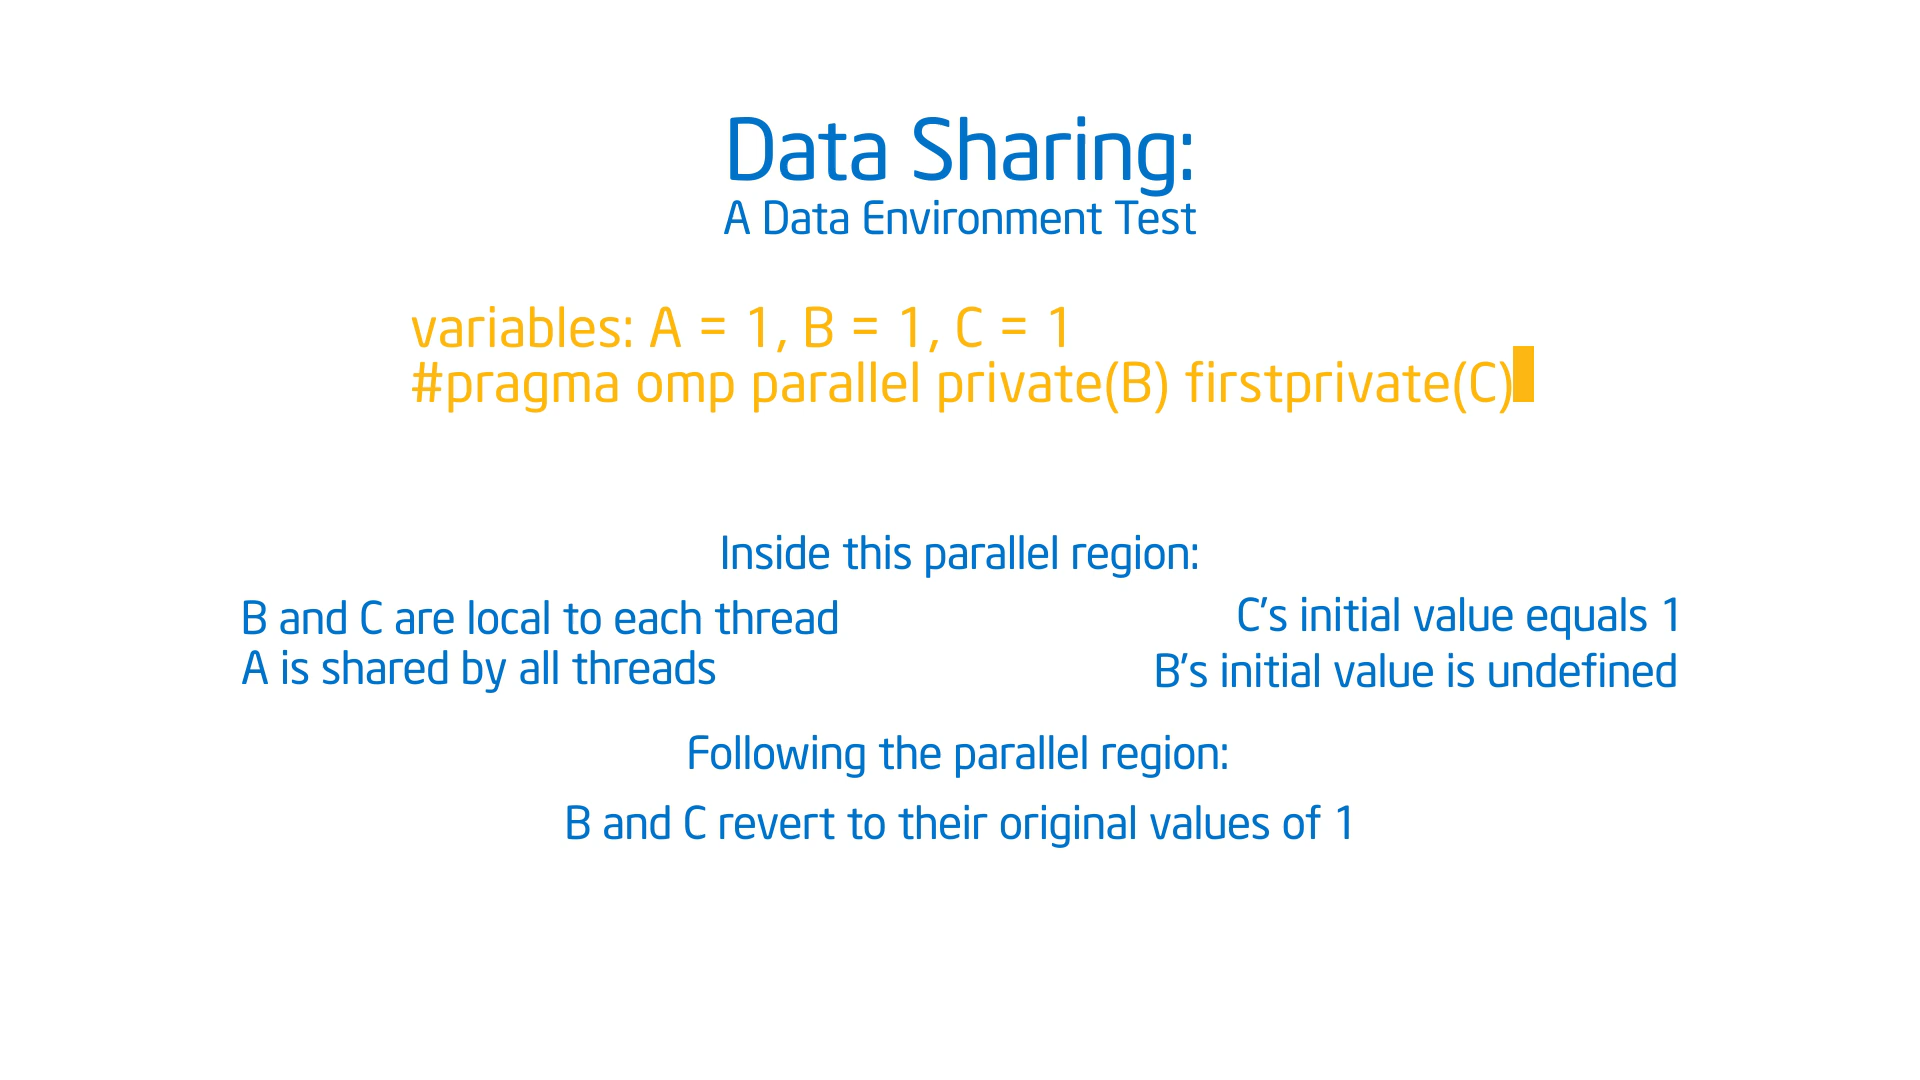 Data Sharing:
A Data Environment Test
variables: A = 1, B = 1, C = 1
#pragma omp parallel private(B) firstprivate(C)
Inside this parallel region:
B and C are local to each thread
A is shared by all threads
C's initial value equals 1
B's initial value is undefined
Following the parallel region:
B and C revert to their original values of 1